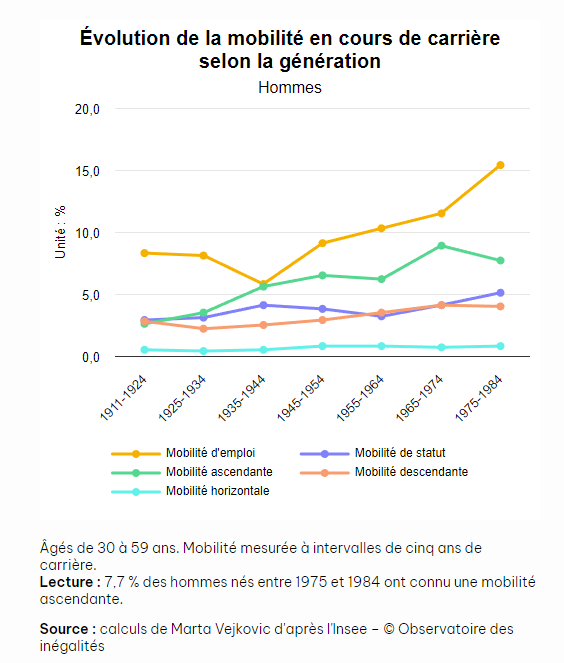 Évolution de la mobilité en cours de carrière
selon la génération
Hommes
20,0
15,0
10,0
5,0
0,0
Unité : %
1911-1924
1925-1934
1935-1944
1945-1954
1955-1964
1965-1974
1975-1984
Mobilité d'emploi
Mobilité de statut
Mobilité ascendante
Mobilité descendante
Mobilité horizontale
Âgés de 30 à 59 ans. Mobilité mesurée à intervalles de cinq ans de
carrière.
Lecture : 7,7 % des hommes nés entre 1975 et 1984 ont connu une mobilité
ascendante.
Source : calculs de Marta Vejkovic d'après l'Insee – © Observatoire des
inégalités